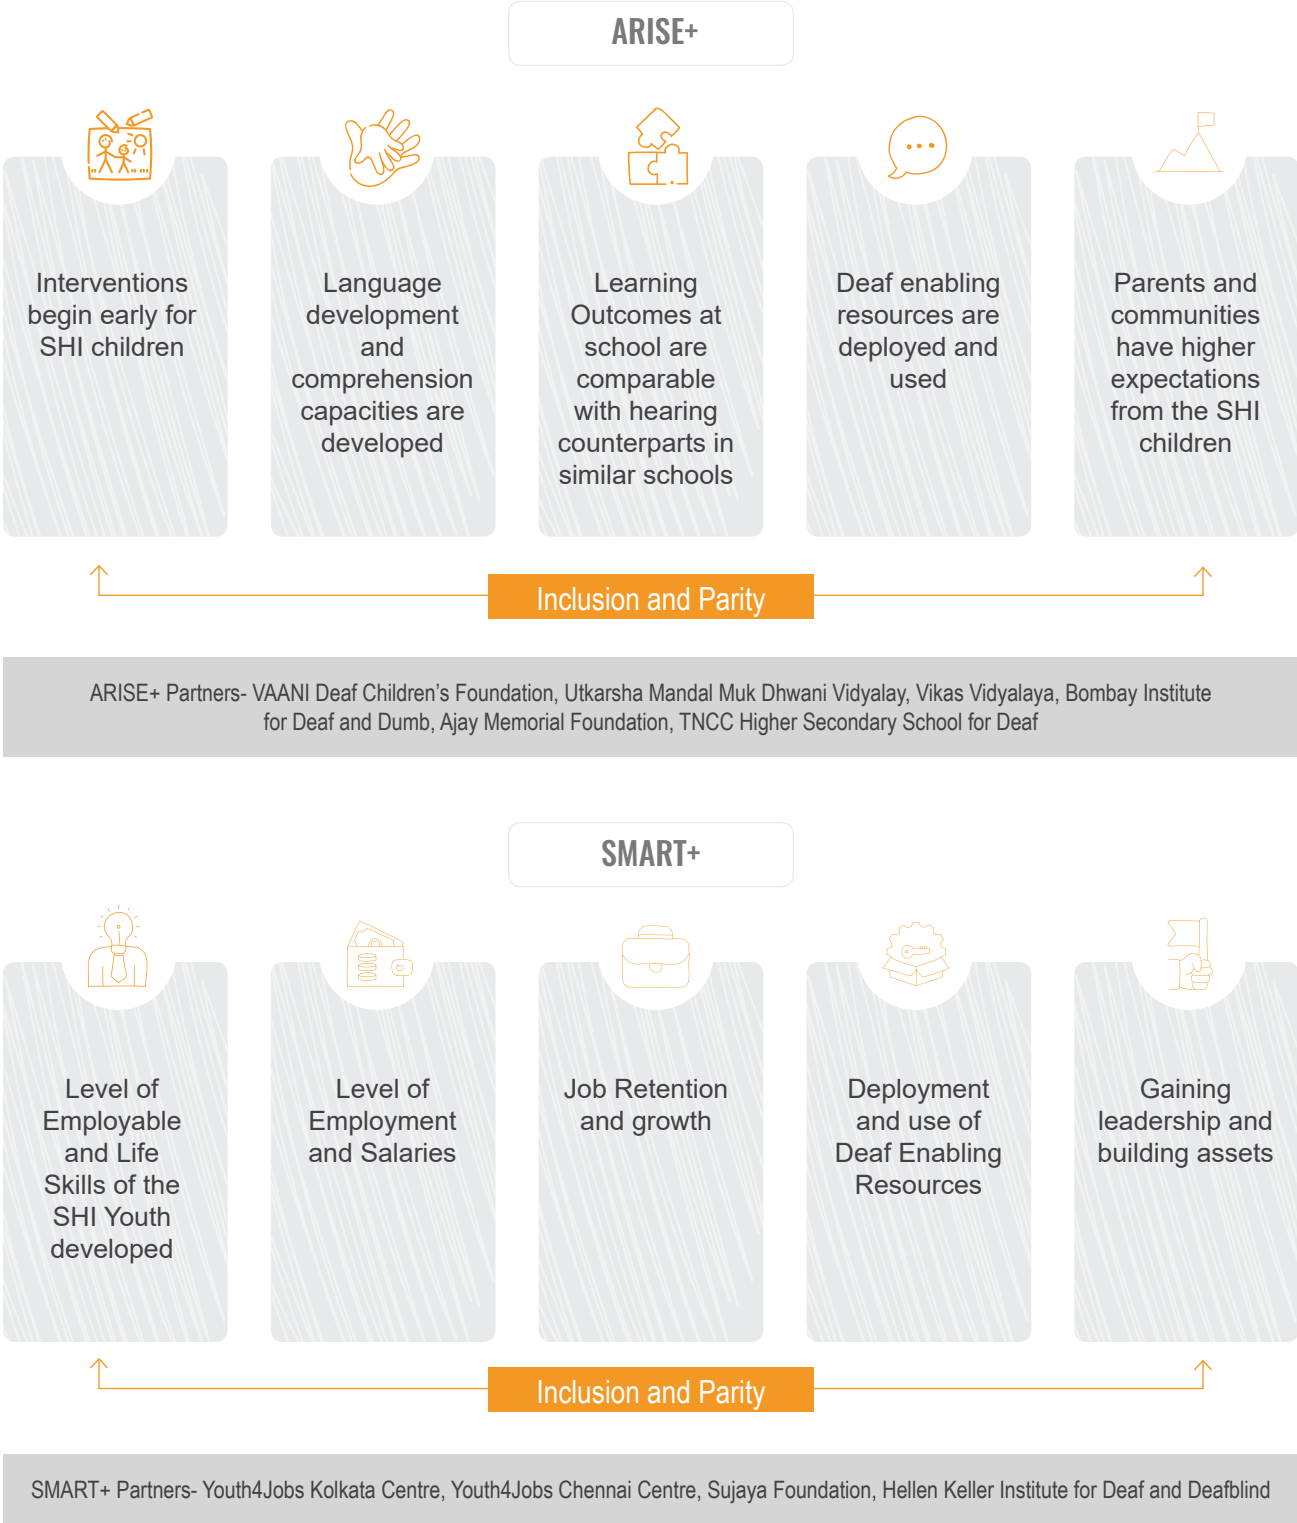 ARISE+
Interventions
begin early for
SHI children
Language
development
and
comprehension
capacities are
developed
Learning
Outcomes at
school are
comparable
with hearing
counterparts in
similar schools
Deaf enabling
resources are
deployed and
used
Parents and
communities
have higher
expectations
from the SHI
children
Inclusion and Parity
ARISE+ Partners- VAANI Deaf Children’s Foundation, Utkarsha Mandal Muk Dhwani Vidyalay, Vikas Vidyalaya, Bombay Institute
for Deaf and Dumb, Ajay Memorial Foundation, TNCC Higher Secondary School for Deaf
SMART+
Level of
Employable
and Life
Skills of the
SHI Youth
developed
Level of
Employment
and Salaries
Job Retention
and growth
Deployment
and use of
Deaf Enabling
Resources
Gaining
leadership and
building assets
Inclusion and Parity
SMART+ Partners- Youth4Jobs Kolkata Centre, Youth4Jobs Chennai Centre, Sujaya Foundation, Hellen Keller Institute for Deaf and Deafblind